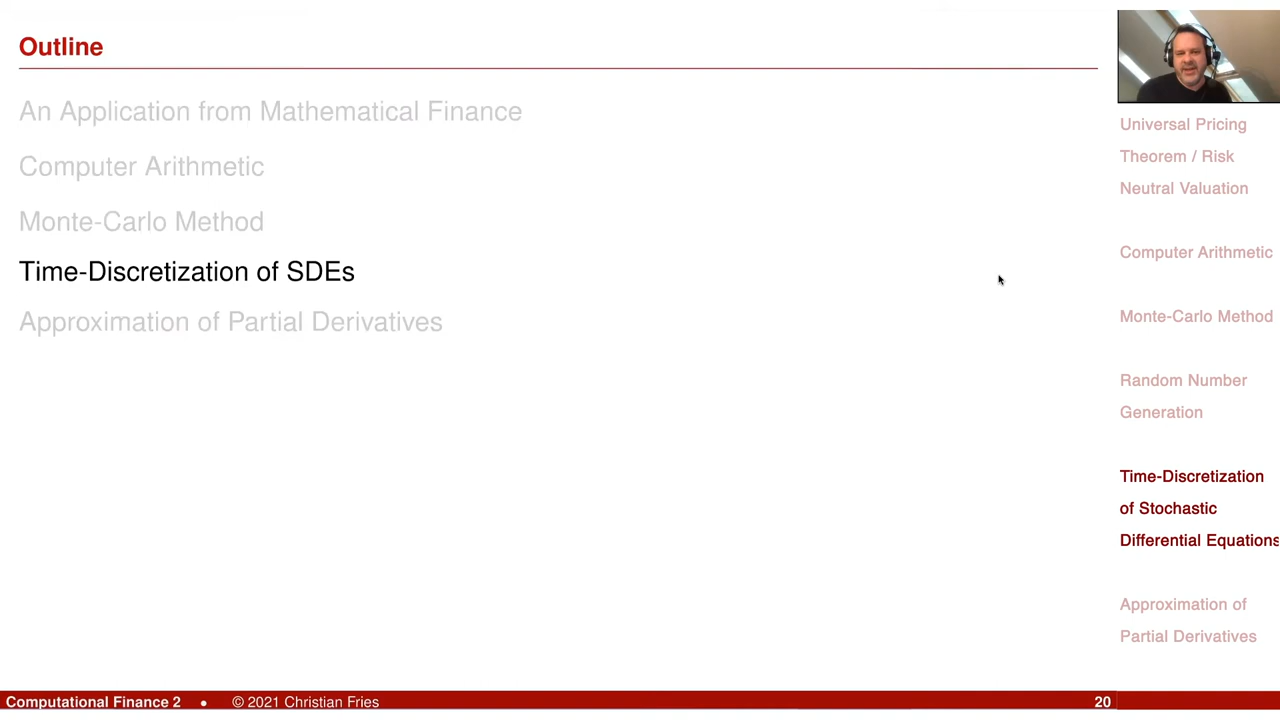 Outline
An Application from Mathematical Finance
Computer Arithmetic
Monte-Carlo Method
Time-Discretization of SDEs
Approximation of Partial Derivatives
Universal Pricing
Theorem / Risk
Neutral Valuation
Computer Arithmetic
Monte-Carlo Method
Random Number
Generation
Time-Discretization
of Stochastic
Differential Equations
Approximation of
Partial Derivatives
Computational Finance 2 • © 2021 Christian Fries 20